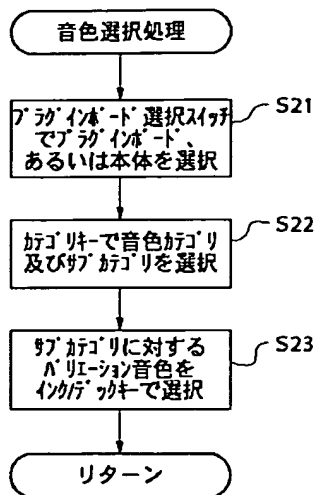 音色選択処理
プラグインボード選択スイッチ
でプラグインボード、
あるいは本体を選択
S21
カテゴリキーで音色カテゴリ
及びサブカテゴリを選択
S22
サブカテゴリに対する
バリエーション音色を
インク/デックキーで選択
S23
リターン